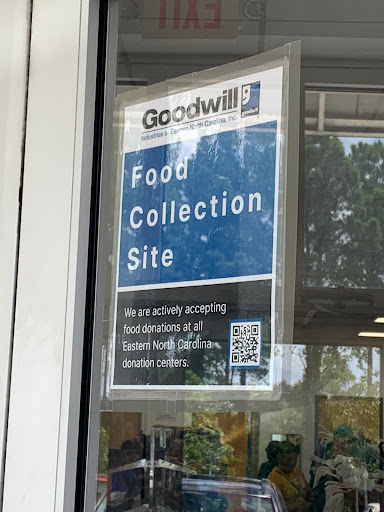 EXIT
Goodwill
Industries of Eastern North Carolina, Inc.
Food
Collection
Site
We are actively accepting
food donations at all
Eastern North Carolina
donation centers.